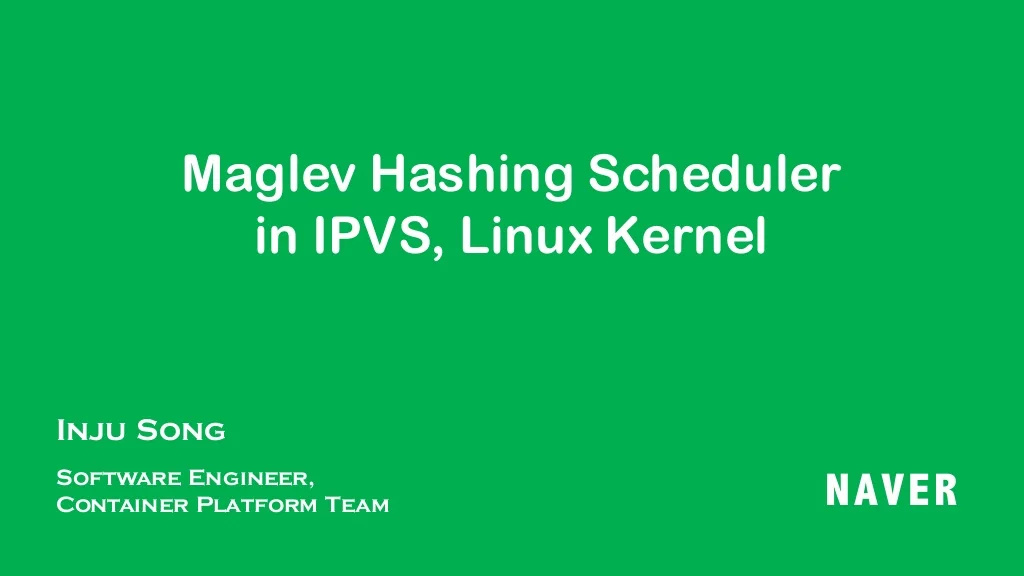 Maglev Hashing Scheduler
in IPVS, Linux Kernel
Inju Song
Software Engineer,
Container Platform Team
NAVER